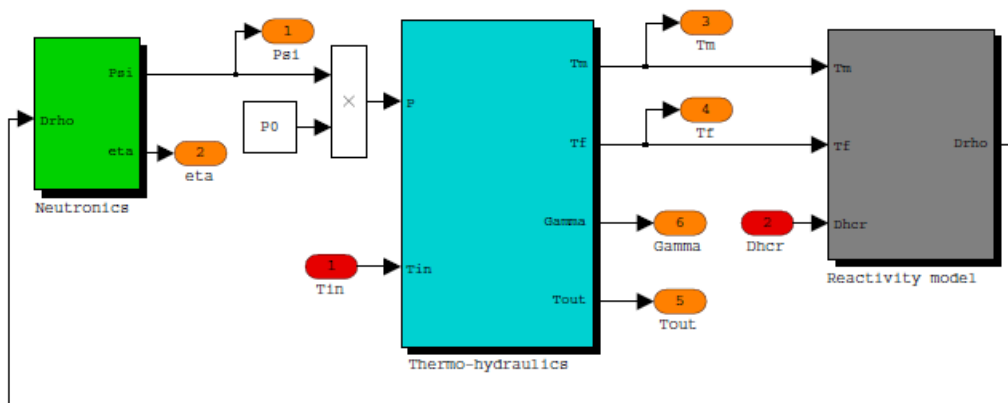 Psi
Drho
eta
Neutronics
1
Psi
P0
×
2
eta
1
Tin
P
Tin
Tm
Tf
Gamma
Tout
Thermo-hydraulics
3
Tm
4
Tf
6
Gamma
5
Tout
2
Dhcr
Tm
Tf
Dhcr
Drho
Reactivity model